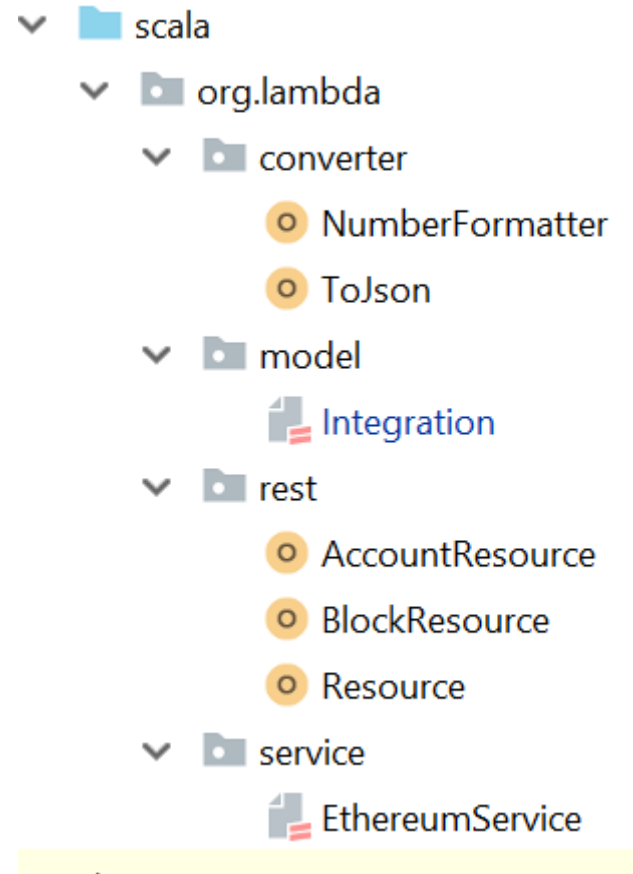 scala
org.lambda
converter
NumberFormatter
ToJson
model
Integration
rest
AccountResource
BlockResource
Resource
service
EthereumService